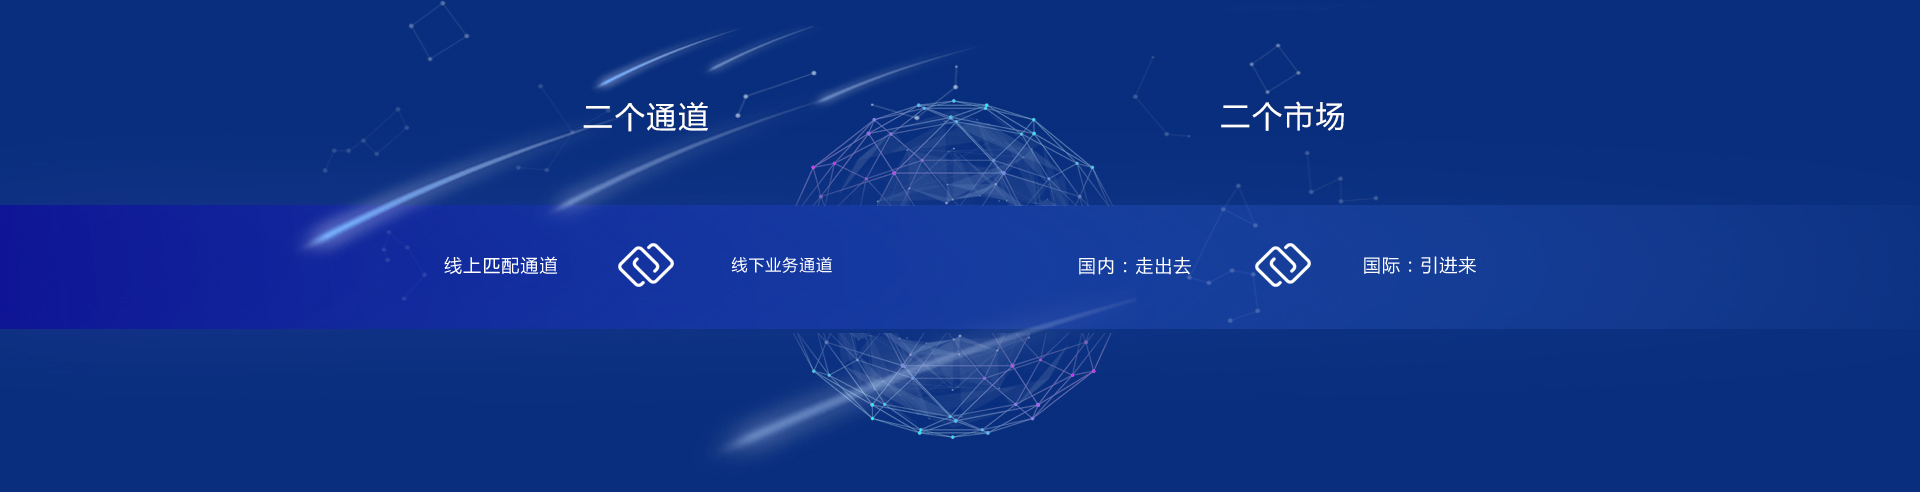 二个通道
二个市场
线上匹配通道
线下业务通道
国内：走出去
国际：引进来